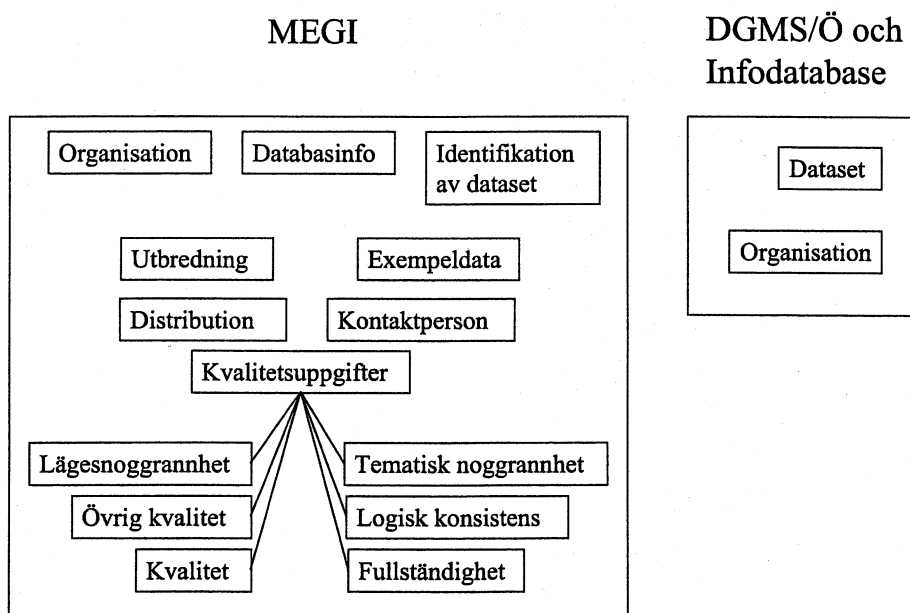 MEGI
DGMS/Ö och
Infodatabase
Organisation
Databasinfo
Identifikation
av dataset
Utbredning
Exempeldata
Distribution
Kontaktperson
Kvalitetsuppgifter
Lägesnoggrannhet
Tematisk noggrannhet
Övrig kvalitet
Logisk konsistens
Kvalitet
Fullständighet
Dataset
Organisation